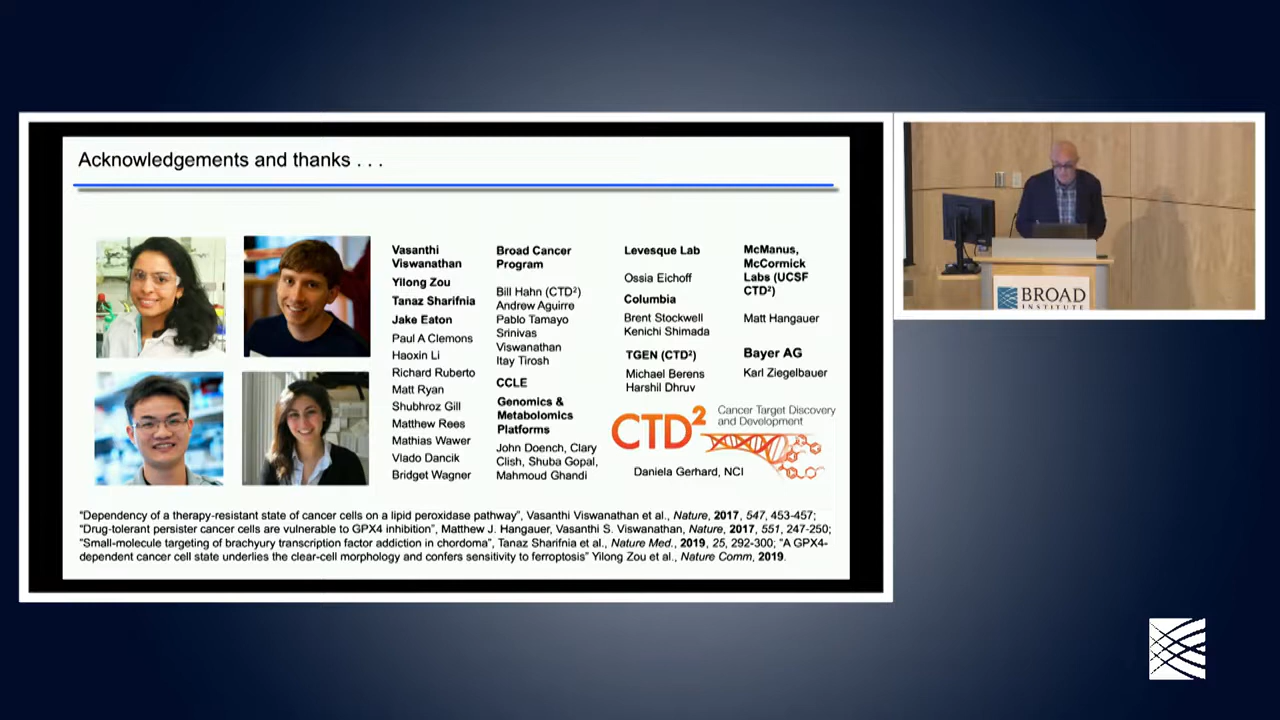 Acknowledgements and thanks . . .
Vasanthi
Viswanathan
Yilong Zou
Tanaz Sharifnia
Jake Eaton
Paul A Clemons
Haoxin Li
Richard Ruberto
Matt Ryan
Shubhroz Gill
Matthew Rees
Mathias Wawer
Vlado Dancik
Bridget Wagner
Broad Cancer
Program
Bill Hahn (CTD²)
Andrew Aguirre
Pablo Tamayo
Srinivas
Viswanathan
Itay Tirosh
CCLE
Genomics &
Metabolomics
Platforms
John Doench, Clary
Clish, Shuba Gopal,
Mahmoud Ghandi
Levesque Lab
Ossia Eichoff
Columbia
Brent Stockwell
Kenichi Shimada
TGEN (CTD²)
Michael Berens
Harshil Dhruv
McManus,
McCormick
Labs (UCSF
CTD²)
Matt Hangauer
Bayer AG
Karl Ziegelbauer
CTD² Cancer Target Discovery
and Development
Daniela Gerhard, NCI
“Dependency of a therapy-resistant state of cancer cells on a lipid peroxidase pathway”, Vasanthi Viswanathan et al., Nature, 2017, 547, 453-457;
“Drug-tolerant persister cancer cells are vulnerable to GPX4 inhibition”, Matthew J. Hangauer, Vasanthi S. Viswanathan, Nature, 2017, 551, 247-250;
“Small-molecule targeting of brachyury transcription factor addiction in chordoma”, Tanaz Sharifnia et al., Nature Med., 2019, 25, 292-300; “A GPX4-
dependent cancer cell state underlies the clear-cell morphology and confers sensitivity to ferroptosis” Yilong Zou et al., Nature Comm, 2019.
BROAD
INSTITUTE